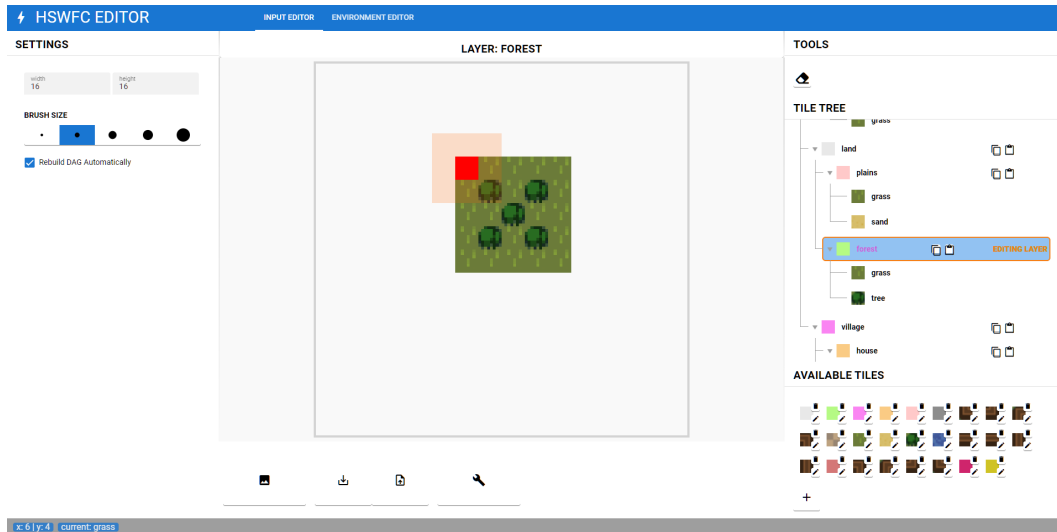 HSWFC EDITOR
INPUT EDITOR
ENVIRONMENT EDITOR
SETTINGS
LAYER: FOREST
TOOLS
width
16
height
16
BRUSH SIZE
Rebuild DAG Automatically
TILE TREE
grass
land
plains
grass
sand
forest
EDITING LAYER
grass
tree
village
house
AVAILABLE TILES
+
x: 6 | y: 4
current: grass